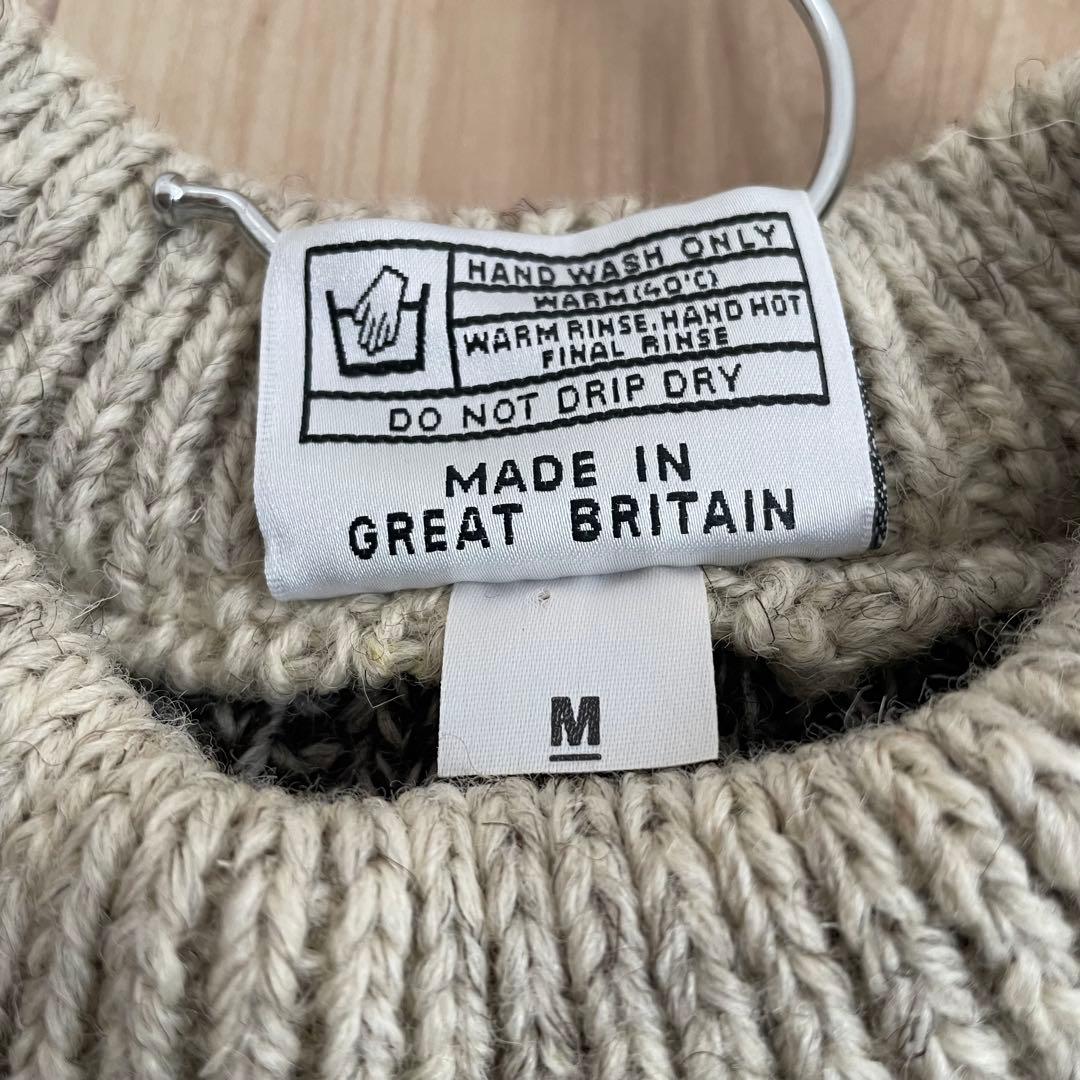 HAND WASH ONLY
WARM (40°C)
WARM RINSE, HAND HOT
FINAL RINSE
DO NOT DRIP DRY
MADE IN
GREAT BRITAIN
M